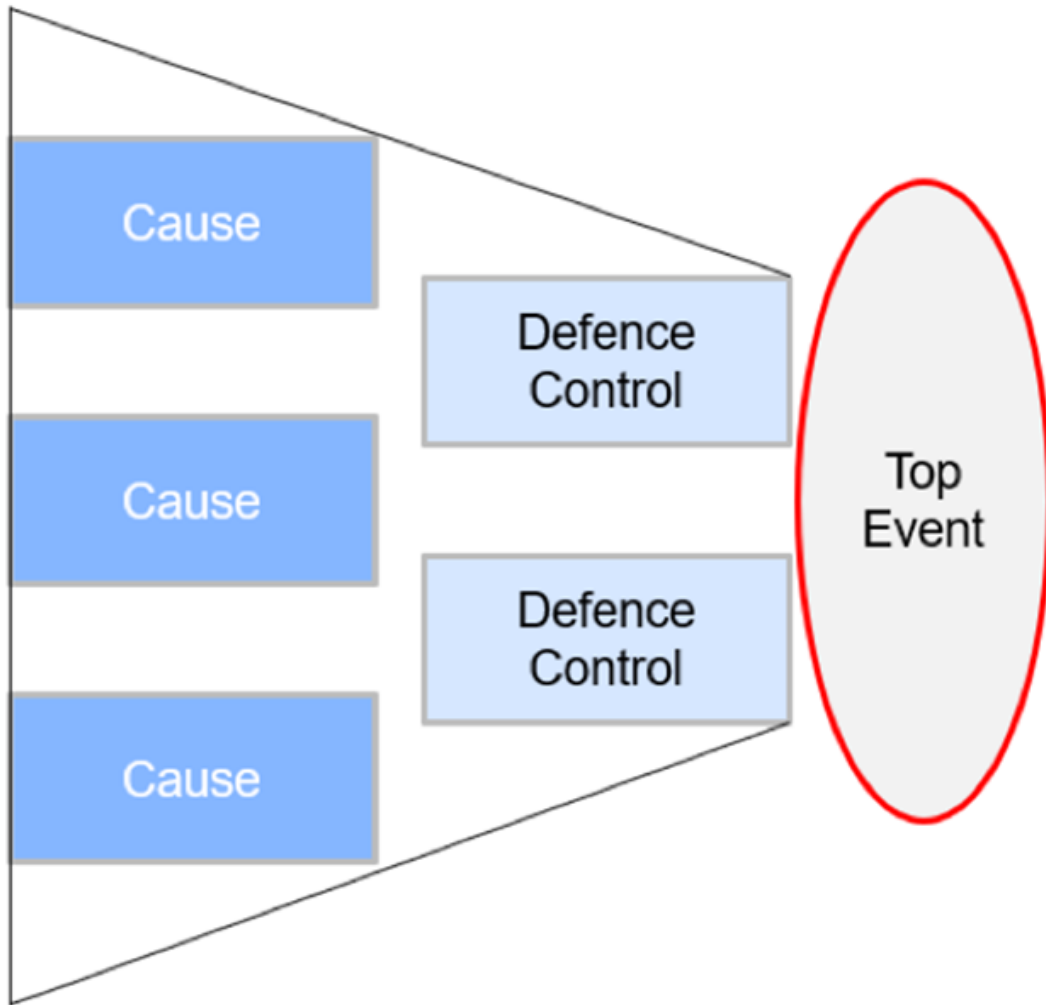 Cause
Cause
Cause
Defence
Control
Defence
Control
Top
Event